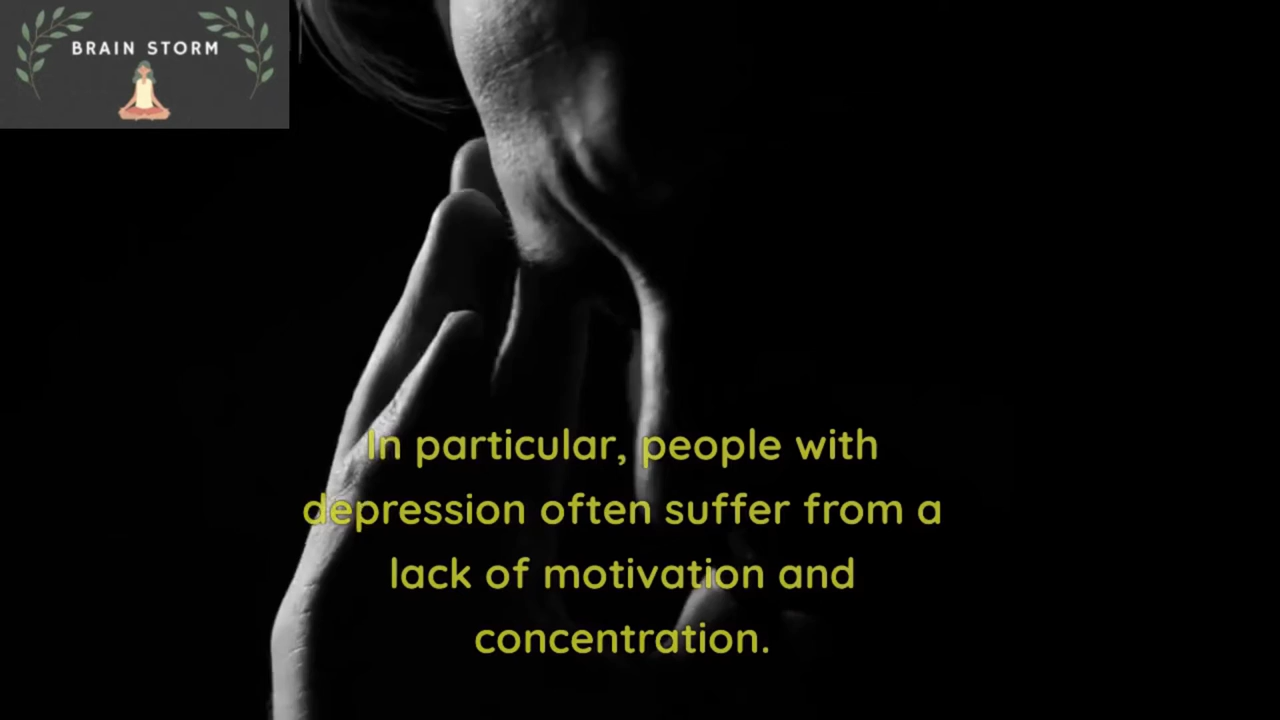 BRAIN STORM
In particular, people with
depression often suffer from a
lack of motivation and
concentration.